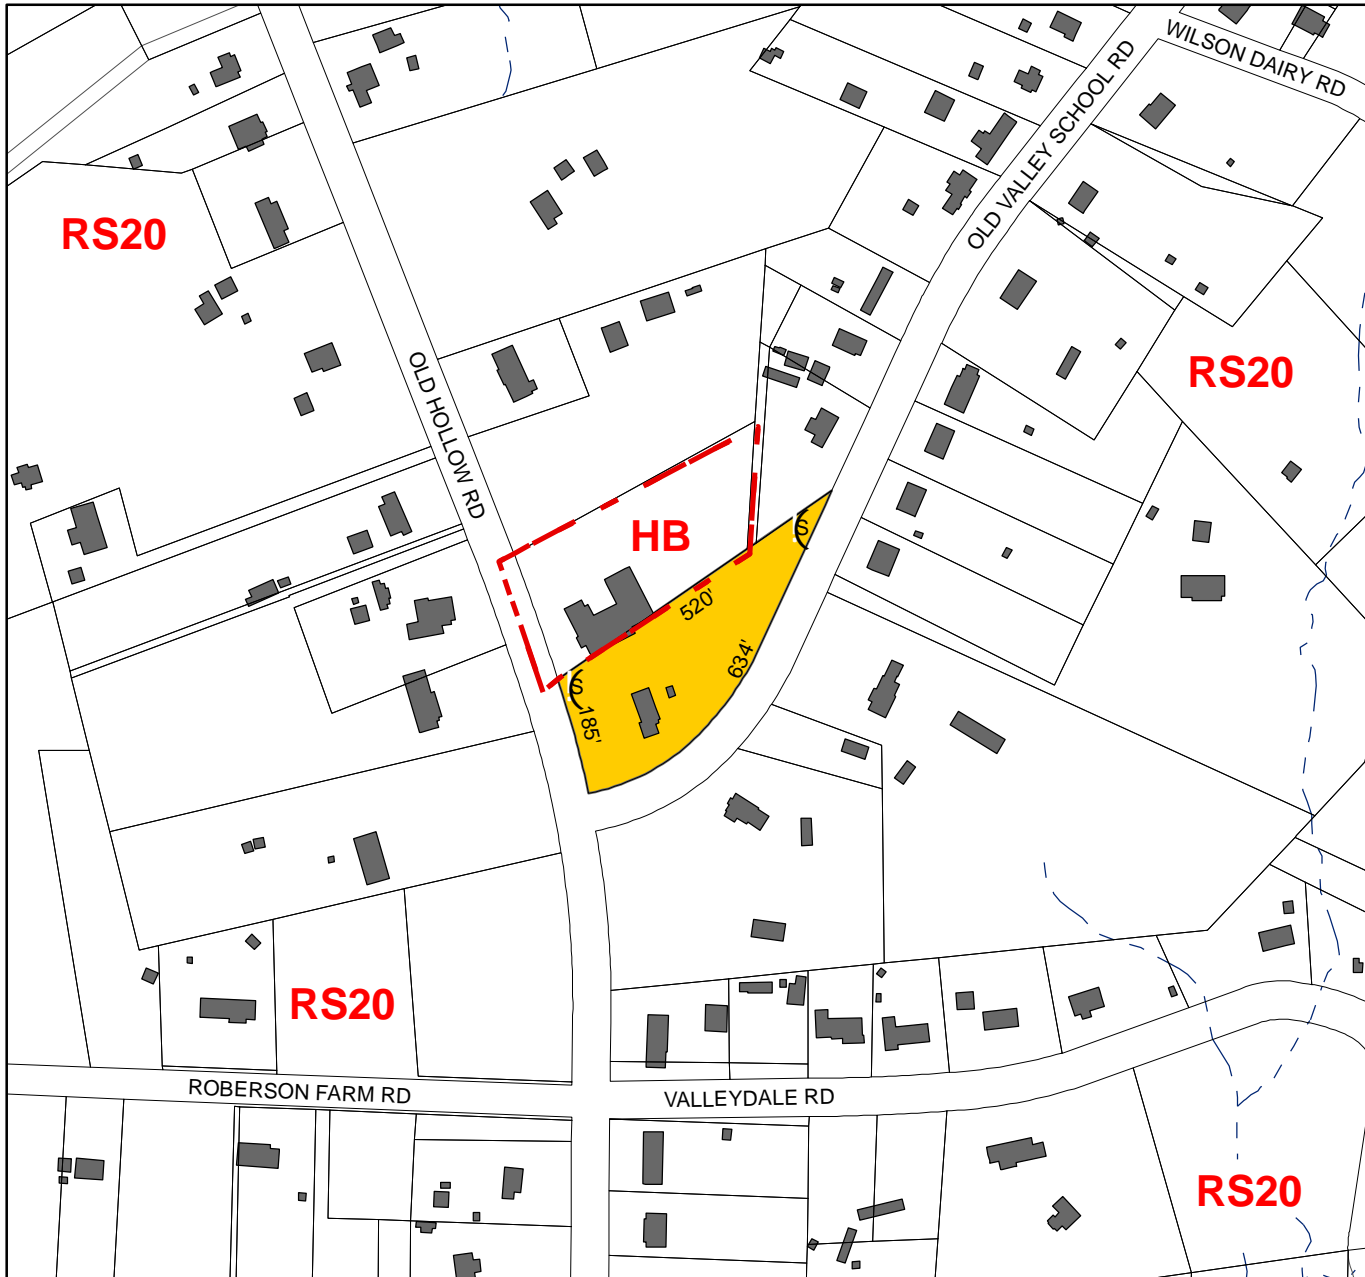 WILSON DAIRY RD
OLD VALLEY SCHOOL RD
RS20
RS20
OLD HOLLOW RD
HB
S
520'
634'
S
185'
RS20
ROBERSON FARM RD
VALLEYDALE RD
RS20